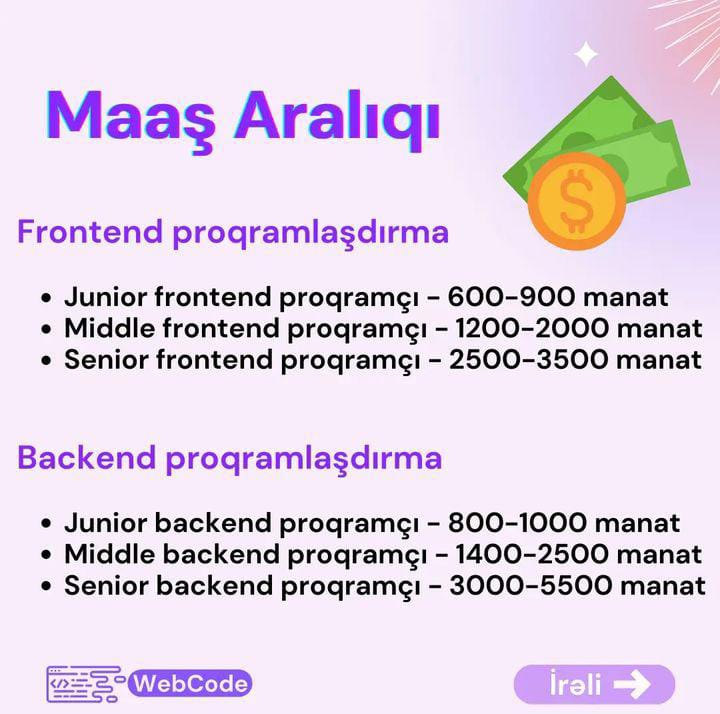 Maaş Aralıqı
Frontend proqramlaşdırma
• Junior frontend proqramçı – 600-900 manat
• Middle frontend proqramçı – 1200-2000 manat
• Senior frontend proqramçı – 2500-3500 manat
Backend proqramlaşdırma
• Junior backend proqramçı – 800-1000 manat
• Middle backend proqramçı – 1400-2500 manat
• Senior backend proqramçı – 3000-5500 manat
WebCode
İrəli